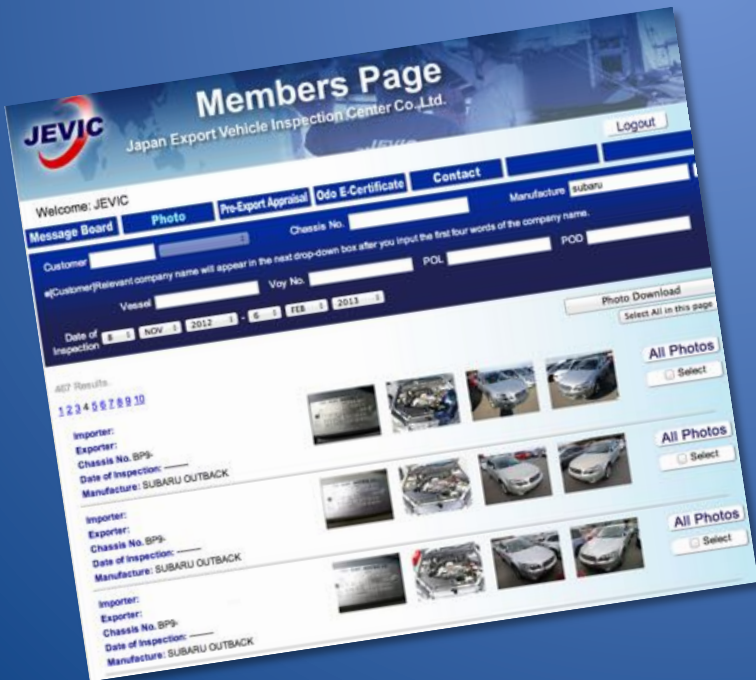 JEVIC
Members Page
Japan Export Vehicle Inspection Center Co.,Ltd.
Logout
Welcome: JEVIC
Message Board Photo Pre-Export Appraisal Odo E-Certificate Contact
Customer Chassis No. Manufacture subaru
※[Customer]Relevant company name will appear in the next drop-down box after you input the first four words of the company name.
Vessel Voy No. POL POD
Date of Inspection 8 NOV 2012 - 6 FEB 2013
Photo Download
Select All in this page
467 Results.
1 2 3 4 5 6 7 8 9 10
Importer:
Exporter:
Chassis No. BP9-
Date of Inspection: ———
Manufacture: SUBARU OUTBACK
All Photos
Select
Importer:
Exporter:
Chassis No. BP9-
Date of Inspection: ———
Manufacture: SUBARU OUTBACK
All Photos
Select
Importer:
Exporter:
Chassis No. BP9-
Date of Inspection: ———
Manufacture: SUBARU OUTBACK
All Photos
Select